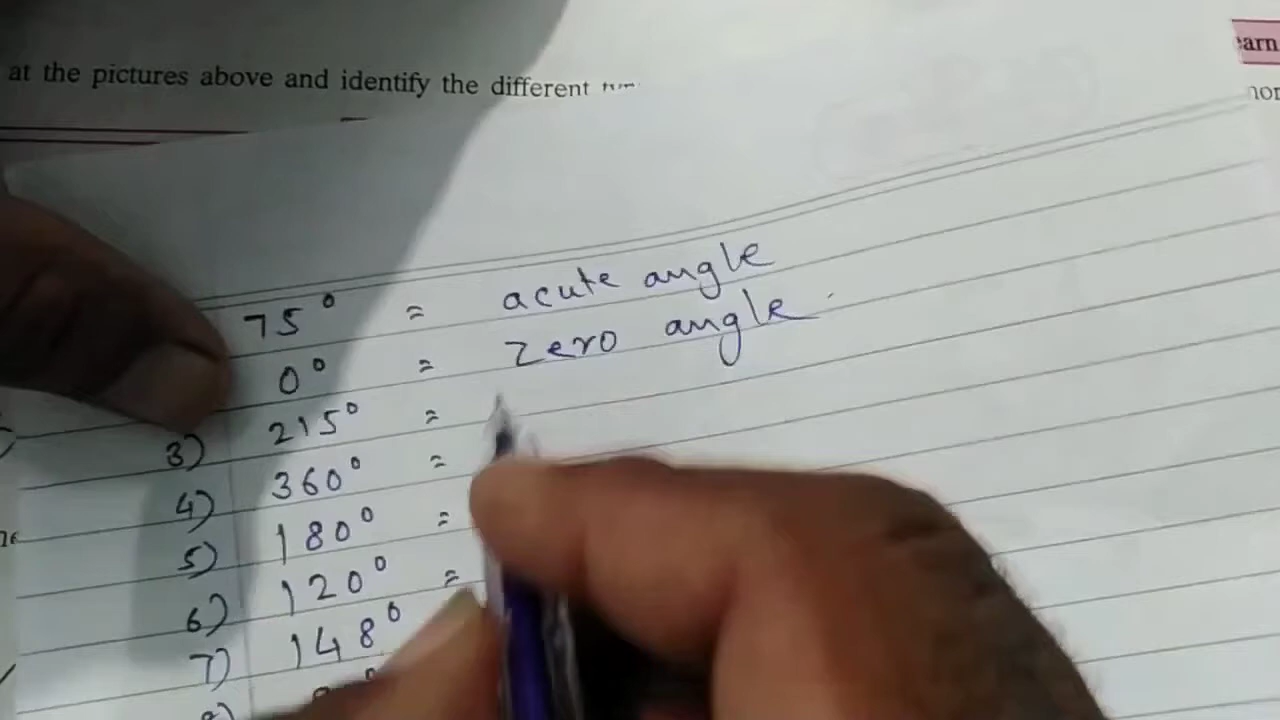 at the pictures above and identify the different
75° = acute angle
0° = zero angle
3) 215° =
4) 360° =
5) 180° =
6) 120° =
7) 148°
8)